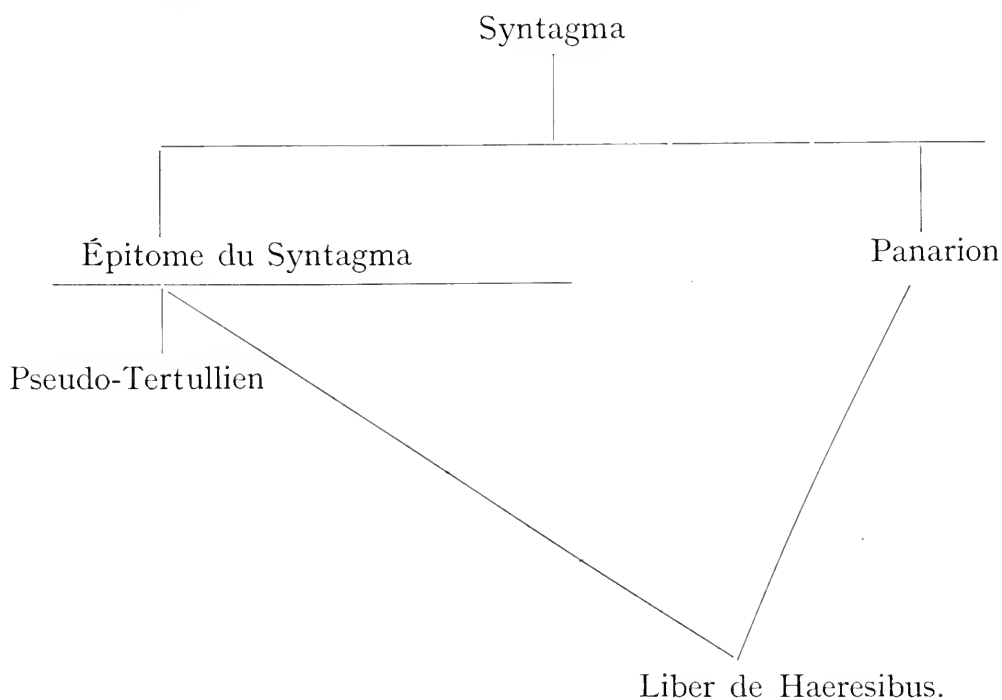 Syntagma
Épitome du Syntagma
Panarion
Pseudo-Tertullien
Liber de Haeresibus.